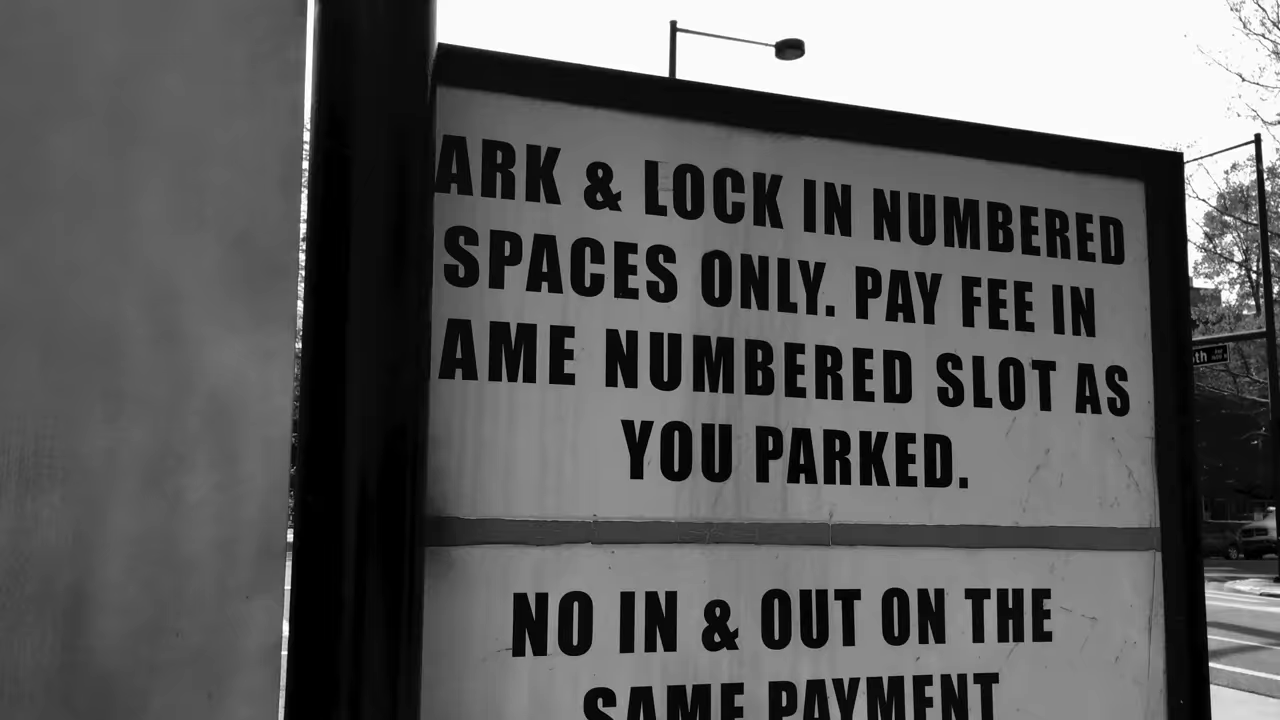 ARK & LOCK IN NUMBERED
SPACES ONLY. PAY FEE IN
AME NUMBERED SLOT AS
YOU PARKED.
NO IN & OUT ON THE
SAME PAYMENT
th